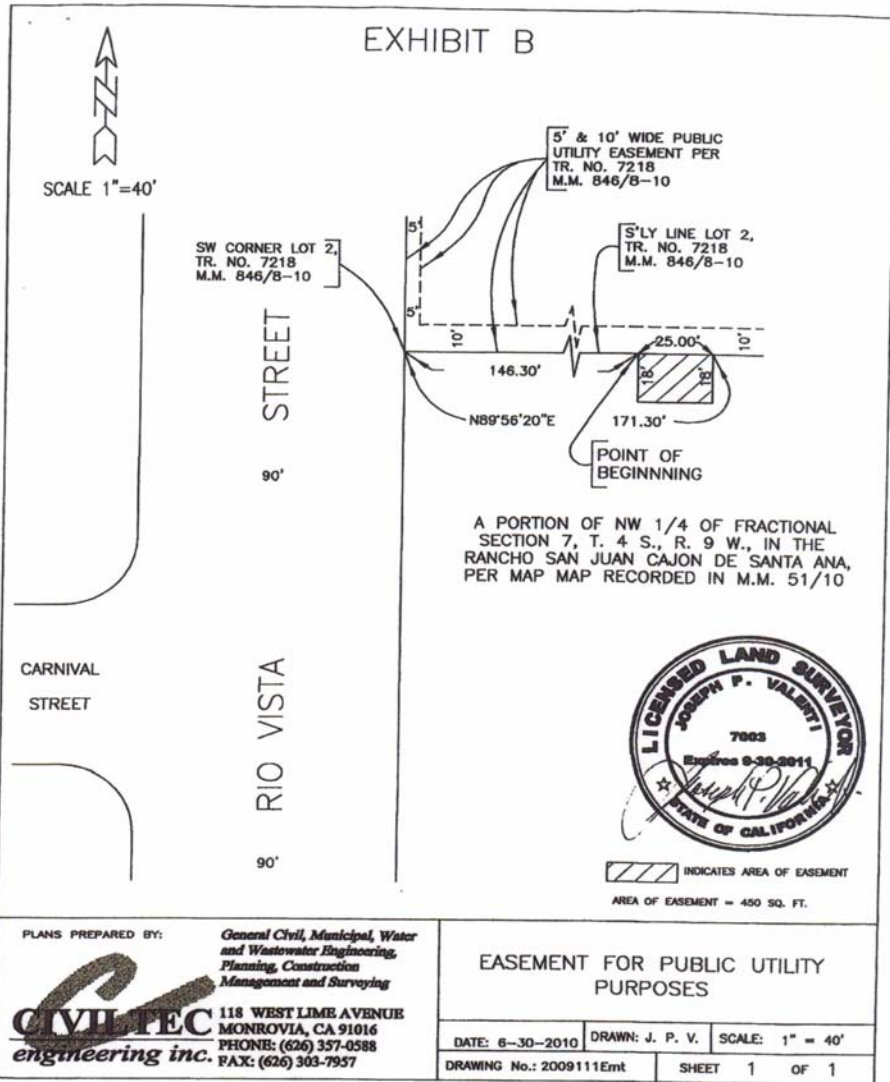 EXHIBIT B
N
SCALE 1"=40'
5' & 10' WIDE PUBLIC
UTILITY EASEMENT PER
TR. NO. 7218
M.M. 846/8-10
SW CORNER LOT 2,
TR. NO. 7218
M.M. 846/8-10
S'LY LINE LOT 2,
TR. NO. 7218
M.M. 846/8-10
5'
5'
10'
10'
146.30'
25.00'
18'
18'
N89°56'20"E
171.30'
POINT OF
BEGINNNING
STREET
90'
A PORTION OF NW 1/4 OF FRACTIONAL
SECTION 7, T. 4 S., R. 9 W., IN THE
RANCHO SAN JUAN CAJON DE SANTA ANA,
PER MAP MAP RECORDED IN M.M. 51/10
CARNIVAL
STREET
RIO VISTA
90'
LICENSED LAND SURVEYOR
JOSEPH P. VALENTI
7003
Expires 9-30-2011
Joseph P. Valenti
STATE OF CALIFORNIA
INDICATES AREA OF EASEMENT
AREA OF EASEMENT = 450 SQ. FT.
PLANS PREPARED BY:
CIVILTEC
engineering inc.
General Civil, Municipal, Water
and Wastewater Engineering,
Planning, Construction
Management and Surveying
118 WEST LIME AVENUE
MONROVIA, CA 91016
PHONE: (626) 357-0588
FAX: (626) 303-7957
EASEMENT FOR PUBLIC UTILITY
PURPOSES
DATE: 6-30-2010
DRAWN: J. P. V.
SCALE: 1" = 40'
DRAWING No.: 2009111Emt
SHEET 1 OF 1